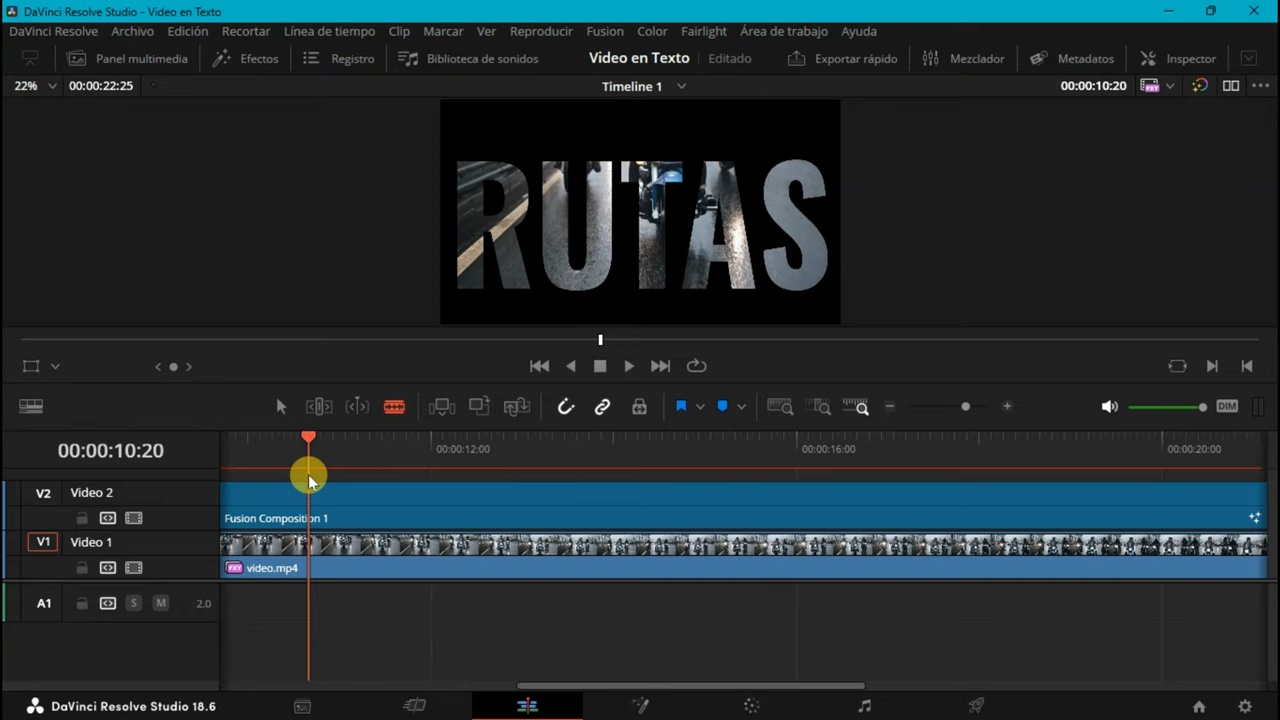 DaVinci Resolve Studio - Video en Texto
DaVinci Resolve Archivo Edición Recortar Línea de tiempo Clip Marcar Ver Reproducir Fusion Color Fairlight Área de trabajo Ayuda
Panel multimedia Efectos Registro Biblioteca de sonidos Video en Texto Editado Exportar rápido Mezclador Metadatos Inspector
22% 00:00:22:25 Timeline 1 00:00:10:20 PXY
RUTAS
DIM
00:00:10:20 00:00:12:00 00:00:16:00 00:00:20:00
V2 Video 2
Fusion Composition 1
V1 Video 1
PXY video.mp4
A1 S M 2.0
DaVinci Resolve Studio 18.6